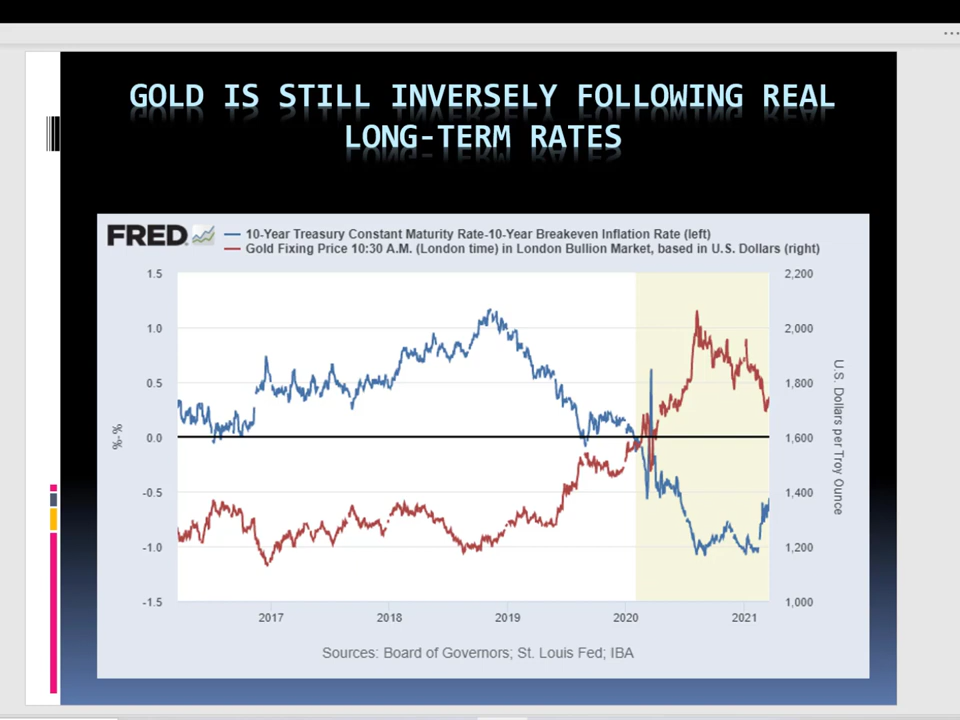 GOLD IS STILL INVERSELY FOLLOWING REAL
LONG-TERM RATES
FRED
10-Year Treasury Constant Maturity Rate-10-Year Breakeven Inflation Rate (left)
Gold Fixing Price 10:30 A.M. (London time) in London Bullion Market, based in U.S. Dollars (right)
1.5
1.0
0.5
0.0
-0.5
-1.0
-1.5
%-%
2,200
2,000
1,800
1,600
1,400
1,200
1,000
U.S. Dollars per Troy Ounce
2017 2018 2019 2020 2021
Sources: Board of Governors; St. Louis Fed; IBA